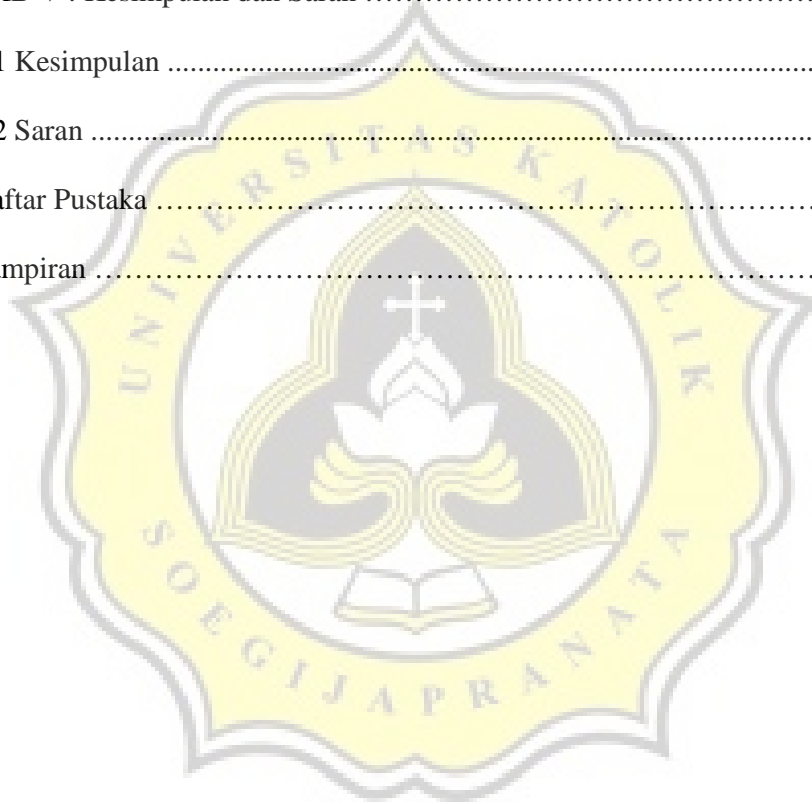 V : Kesimpulan dan Saran ……………………………………………
1 Kesimpulan ..................................................................................
2 Saran ............................................................................................
aftar Pustaka ……………………………………………………………
mpiran ……………………………………………………………………
UNIVERSITAS KATOLIK
SOEGIJAPRANATA